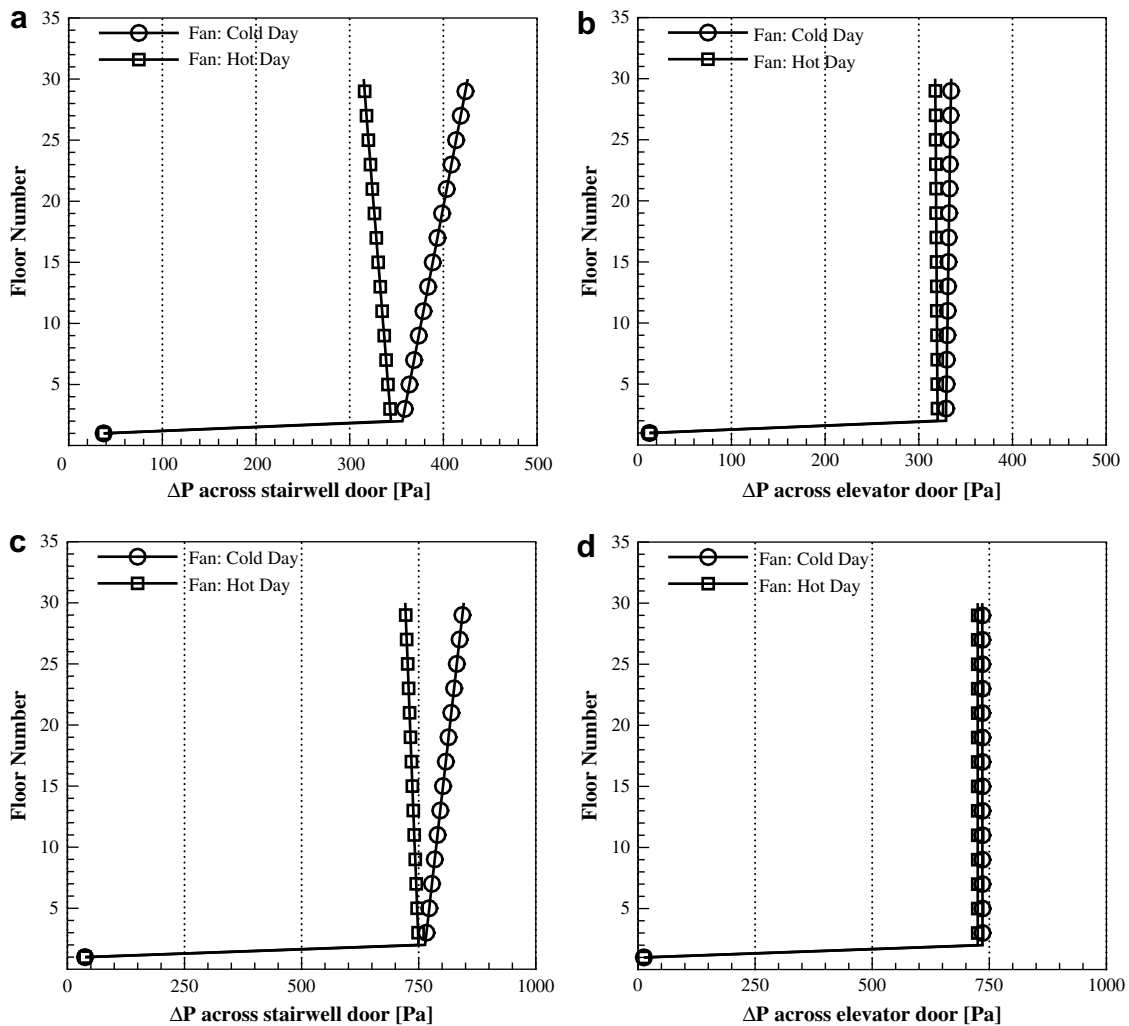 a
Fan: Cold Day
Fan: Hot Day
35
30
25
20
15
10
5
0 100 200 300 400 500
Floor Number
ΔP across stairwell door [Pa]
b
Fan: Cold Day
Fan: Hot Day
35
30
25
20
15
10
5
0 100 200 300 400 500
Floor Number
ΔP across elevator door [Pa]
c
Fan: Cold Day
Fan: Hot Day
35
30
25
20
15
10
5
0 250 500 750 1000
Floor Number
ΔP across stairwell door [Pa]
d
Fan: Cold Day
Fan: Hot Day
35
30
25
20
15
10
5
0 250 500 750 1000
Floor Number
ΔP across elevator door [Pa]